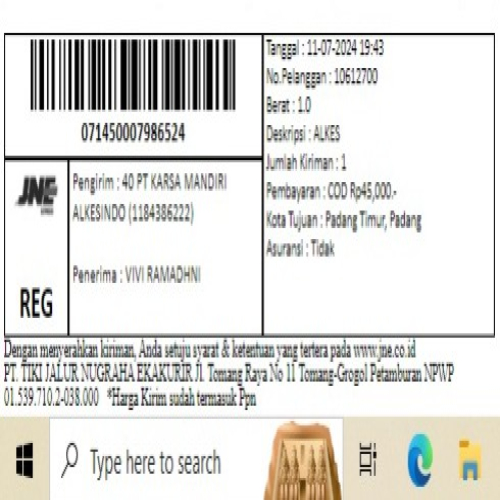 071450007986524
JNE
REG
Pengirim : 40 PT KARSA MANDIRI
ALKESINDO (1184386222)
Penerima : VIVI RAMADHNI
Tanggal : 11-07-2024 19:43
No.Pelanggan : 10612700
Berat : 1.0
Deskripsi : ALKES
Jumlah Kiriman : 1
Pembayaran : COD Rp45,000.-
Kota Tujuan : Padang Timur, Padang
Asuransi : Tidak
Dengan menyerahkan kiriman, Anda setuju syarat & ketentuan yang tertera pada www.jne.co.id
PT. TIKI JALUR NUGRAHA EKAKURIR Jl. Tomang Raya No 11 Tomang-Grogol Petamburan NPWP
01.539.710.2-038.000 *Harga Kirim sudah termasuk Ppn
Type here to search